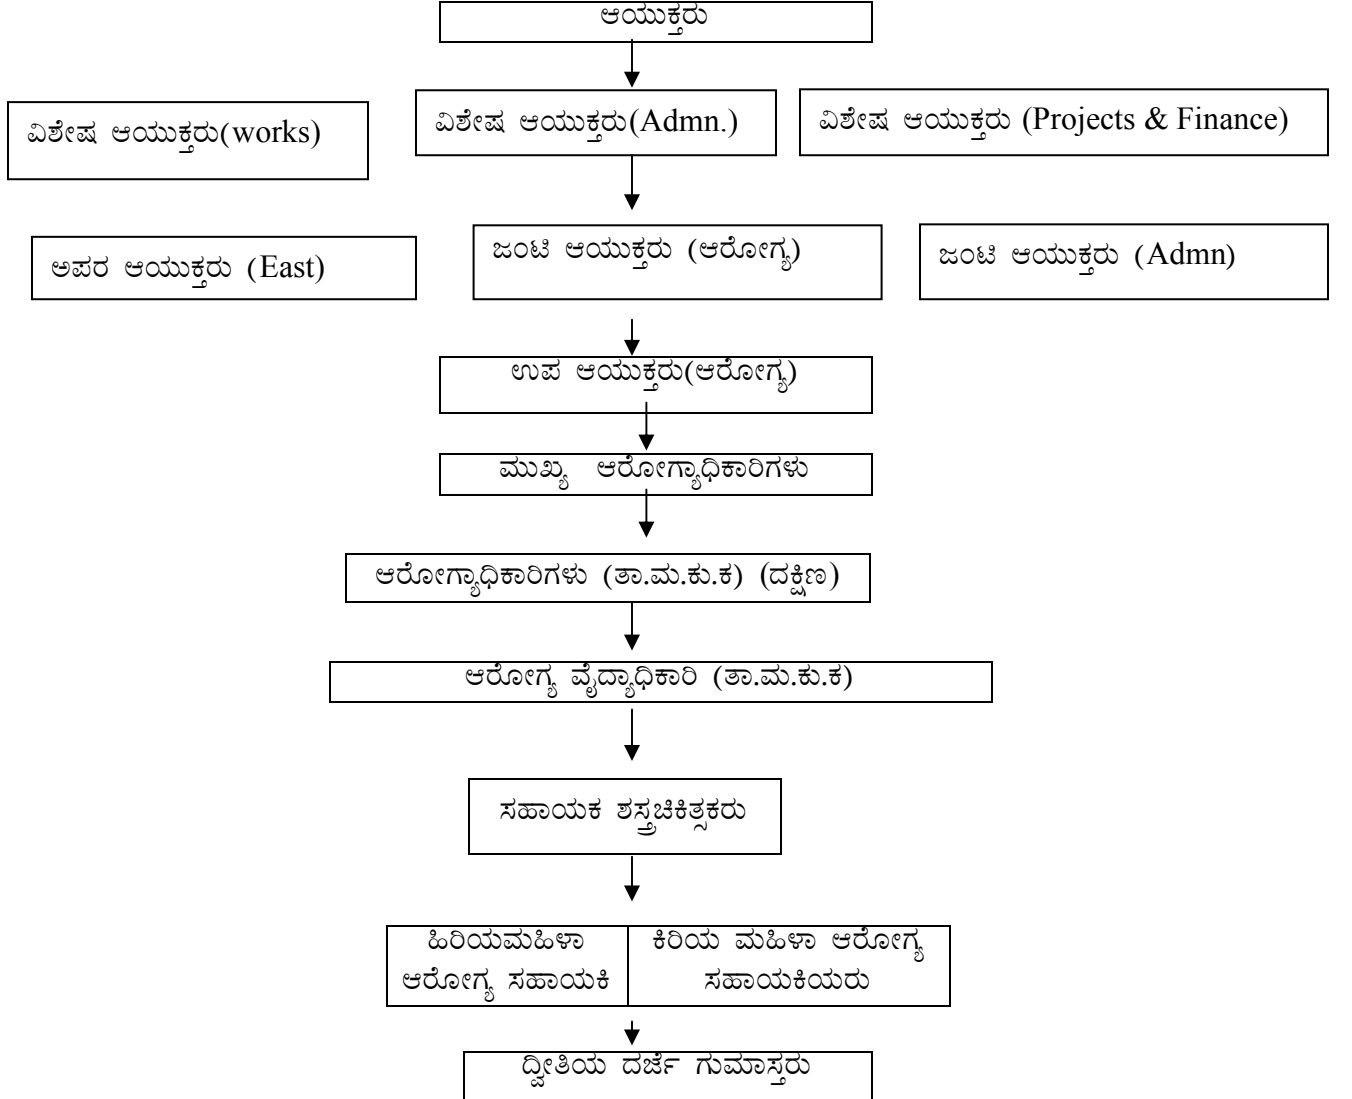 ಆಯುಕ್ತರು
ವಿಶೇಷ ಆಯುಕ್ತರು(works)
ವಿಶೇಷ ಆಯುಕ್ತರು(Admn.)
ವಿಶೇಷ ಆಯುಕ್ತರು (Projects & Finance)
ಅಪರ ಆಯುಕ್ತರು (East)
ಜಂಟಿ ಆಯುಕ್ತರು (ಆರೋಗ್ಯ)
ಜಂಟಿ ಆಯುಕ್ತರು (Admn)
ಉಪ ಆಯುಕ್ತರು(ಆರೋಗ್ಯ)
ಮುಖ್ಯ ಆರೋಗ್ಯಾಧಿಕಾರಿಗಳು
ಆರೋಗ್ಯಾಧಿಕಾರಿಗಳು (ತಾ.ಮ.ಕು.ಕ) (ದಕ್ಷಿಣ)
ಆರೋಗ್ಯ ವೈದ್ಯಾಧಿಕಾರಿ (ತಾ.ಮ.ಕು.ಕ)
ಸಹಾಯಕ ಶಸ್ತ್ರಚಿಕಿತ್ಸಕರು
ಹಿರಿಯಮಹಿಳಾ
ಆರೋಗ್ಯ ಸಹಾಯಕಿ
ಕಿರಿಯ ಮಹಿಳಾ ಆರೋಗ್ಯ
ಸಹಾಯಕಿಯರು
ದ್ವೀತಿಯ ದರ್ಜೆ ಗುಮಾಸ್ತರು